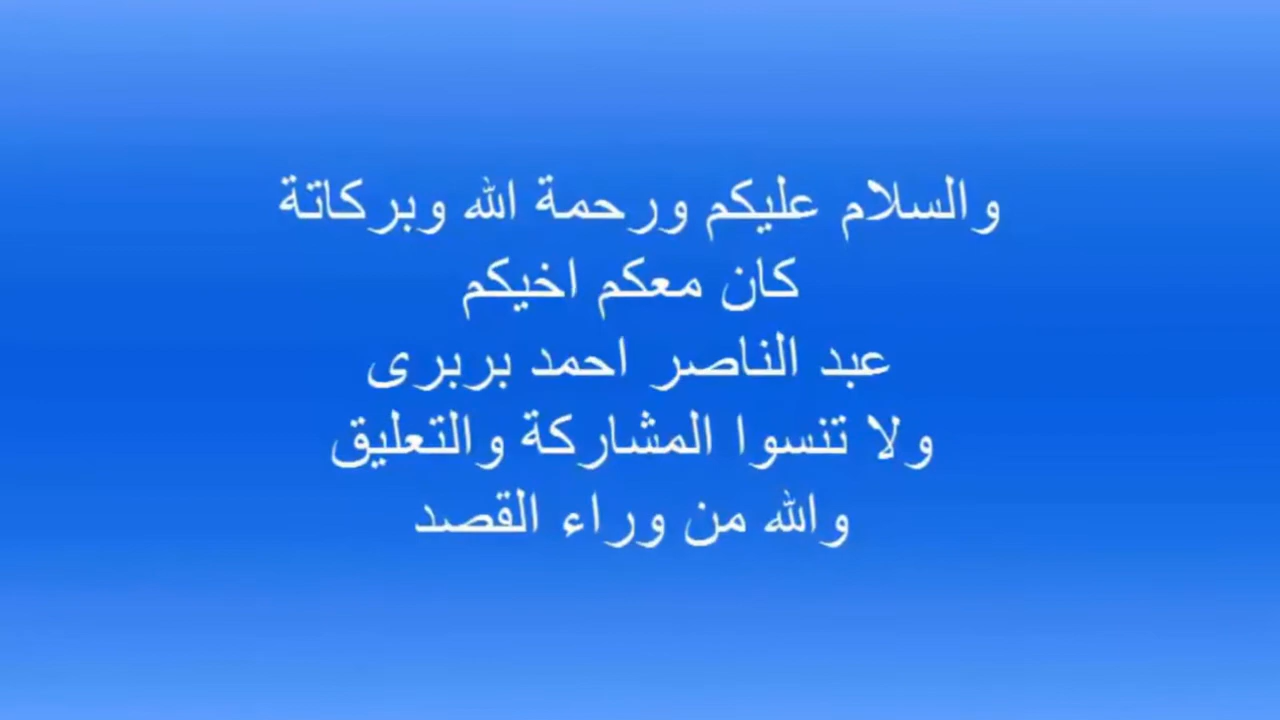 والسلام عليكم ورحمة الله وبركاتة
كان معكم اخيكم
عبد الناصر احمد بربرى
ولا تنسوا المشاركة والتعليق
والله من وراء القصد